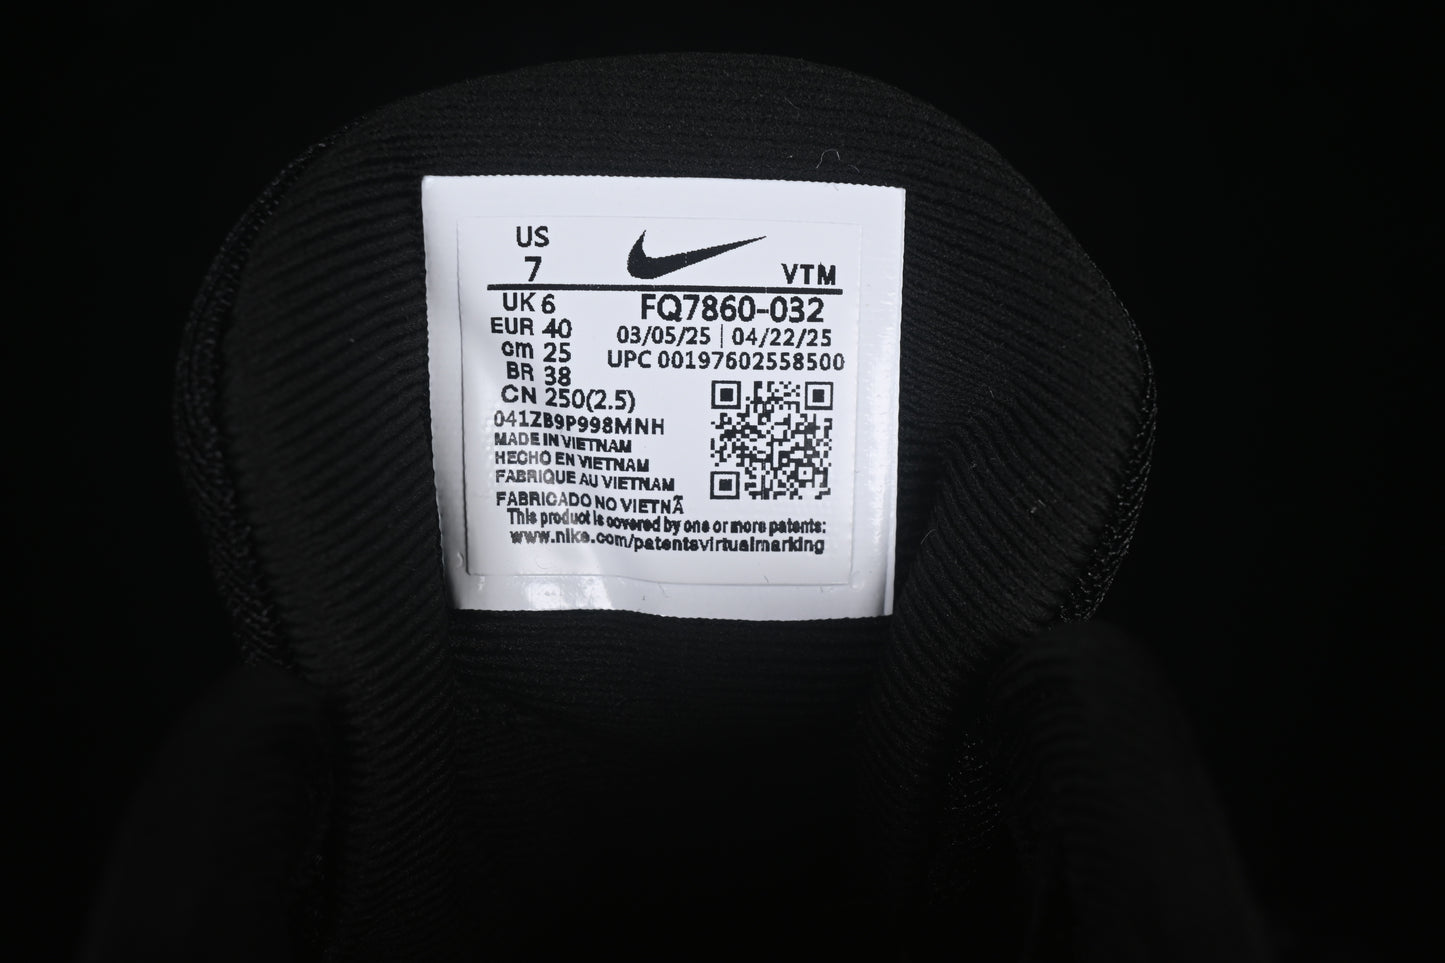 US
7
VTM
UK 6
FQ7860-032
EUR 40
03/05/25 | 04/22/25
cm 25
UPC 00197602558500
BR 38
CN 250(2.5)
041ZB9P998MNH
MADE IN VIETNAM
HECHO EN VIETNAM
FABRIQUE AU VIETNAM
FABRICADO NO VIETNÃ
This product is covered by one or more patents:
www.nike.com/patentsvirtualmarking